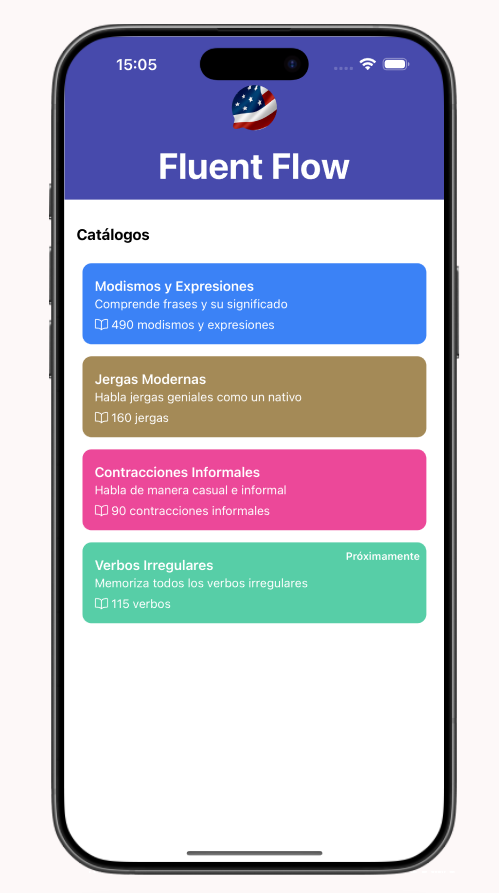 15:05
Fluent Flow
Catálogos
Modismos y Expresiones
Comprende frases y su significado
490 modismos y expresiones
Jergas Modernas
Habla jergas geniales como un nativo
160 jergas
Contracciones Informales
Habla de manera casual e informal
90 contracciones informales
Próximamente
Verbos Irregulares
Memoriza todos los verbos irregulares
115 verbos